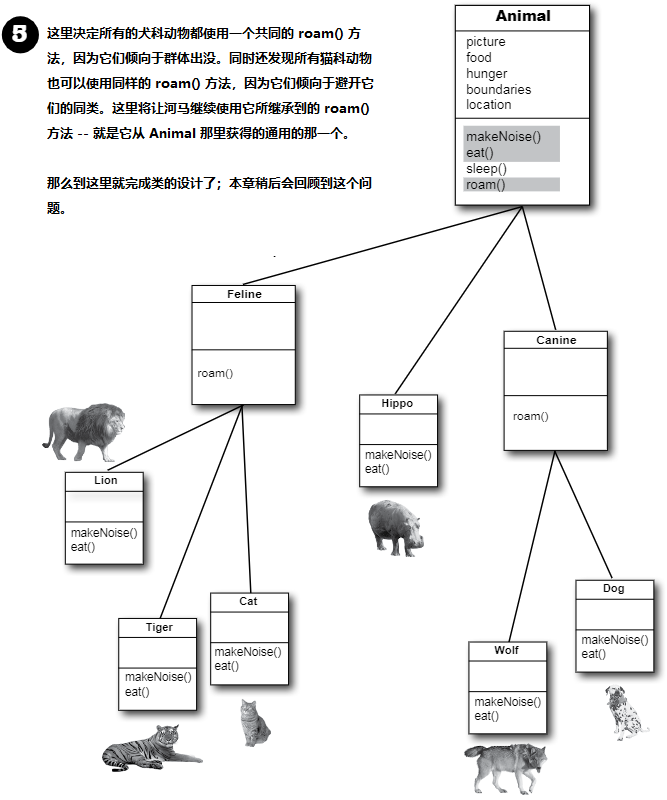 5
这里决定所有的犬科动物都使用一个共同的 roam() 方
法，因为它们倾向于群体出没。同时还发现所有猫科动物
也可以使用同样的 roam() 方法，因为它们倾向于避开它
们的同类。这里将让河马继续使用它所继承到的 roam()
方法 -- 就是它从 Animal 那里获得的通用的那一个。
那么到这里就完成类的设计了；本章稍后会回顾到这个问
题。
Animal
picture
food
hunger
boundaries
location
makeNoise()
eat()
sleep()
roam()
Feline
roam()
Canine
roam()
Hippo
makeNoise()
eat()
Lion
makeNoise()
eat()
Tiger
makeNoise()
eat()
Cat
makeNoise()
eat()
Wolf
makeNoise()
eat()
Dog
makeNoise()
eat()